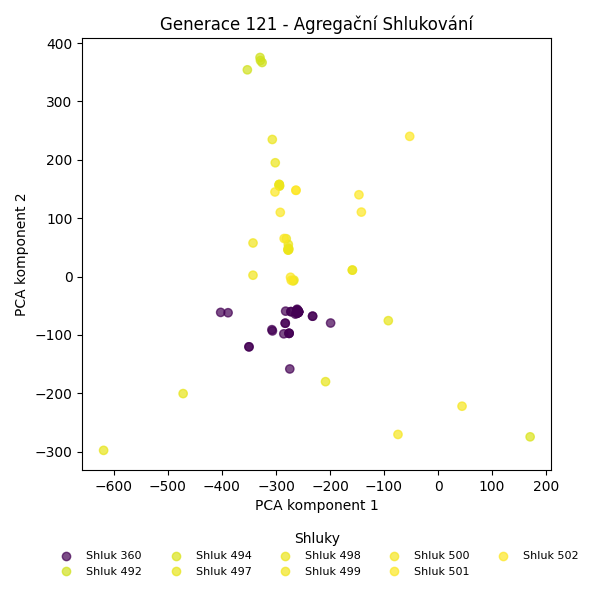 Generace 121 - Agregační Shlukování
400
300
200
100
0
−100
−200
−300
PCA komponent 2
−600 −500 −400 −300 −200 −100 0 100 200
PCA komponent 1
Shluky
Shluk 360 Shluk 494 Shluk 498 Shluk 500 Shluk 502
Shluk 492 Shluk 497 Shluk 499 Shluk 501